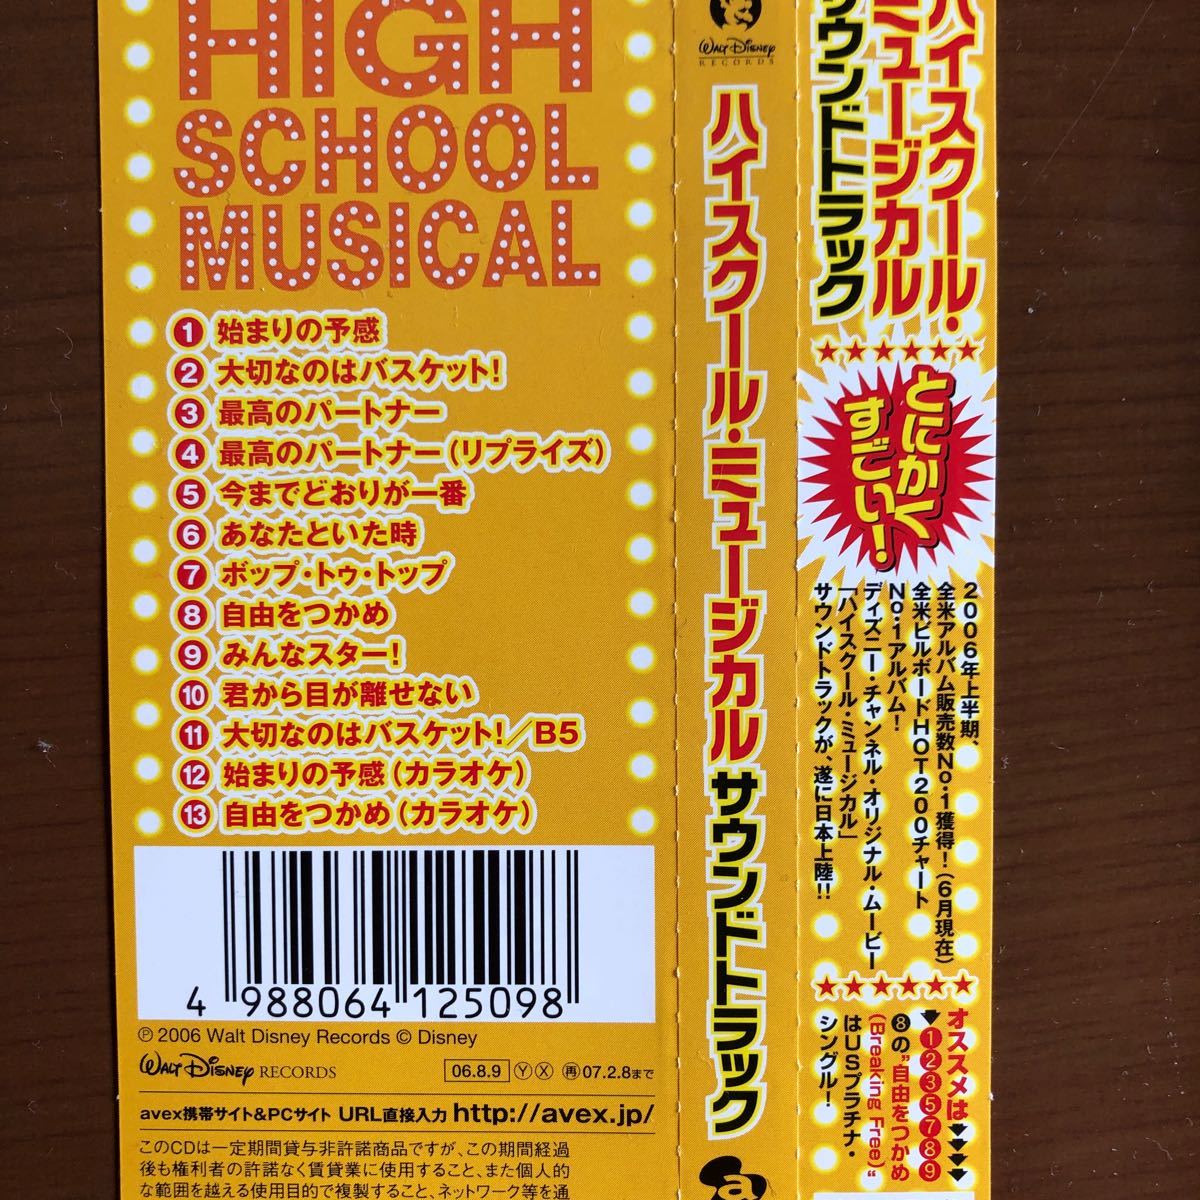 HIGH
SCHOOL
MUSICAL
1 始まりの予感
2 大切なのはバスケット!
3 最高のパートナー
4 最高のパートナー(リプライズ)
5 今までどおりが一番
6 あなたといた時
7 ボップ・トゥ・トップ
8 自由をつかめ
9 みんなスター!
10 君から目が離せない
11 大切なのはバスケット!／B5
12 始まりの予感(カラオケ)
13 自由をつかめ(カラオケ)
4 988064 125098
Ⓟ 2006 Walt Disney Records © Disney
WALT DISNEY RECORDS
06.8.9 ⓎⓍ 再07.2.8まで
avex携帯サイト&PCサイト URL直接入力 http://avex.jp/
このCDは一定期間貸与非許諾商品ですが、この期間経過
後も権利者の許諾なく賃貸業に使用すること、また個人的
な範囲を越える使用目的で複製すること、ネットワーク等を通
WALT DISNEY
RECORDS
ハイスクール・ミュージカル サウンドトラック
a
ハイスクール・
ミュージカル
サウンドトラック
★★★★★★
とにかく
すごい!
2006年上半期、
全米アルバム販売数No.1獲得!(6月現在)
全米ビルボードHOT200チャート
No.1アルバム!
ディズニー・チャンネル・オリジナル・ムービー
「ハイスクール・ミュージカル」
サウンドトラックが、遂に日本上陸!!
★★★★★★
オススメは
➡12357 8 9
8の"自由をつかめ
(Breaking Free)"
はUSプラチナ・
シングル!